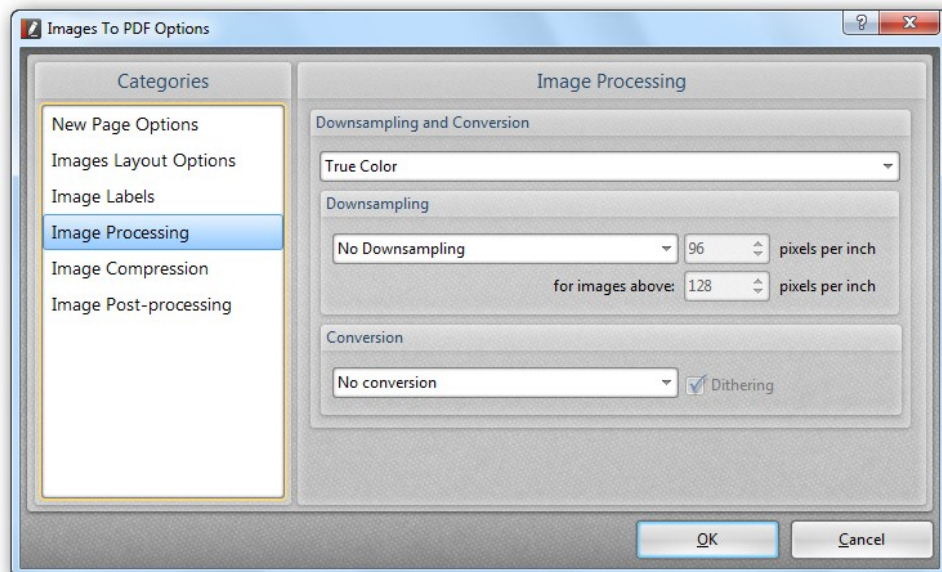 Images To PDF Options
Categories
New Page Options
Images Layout Options
Image Labels
Image Processing
Image Compression
Image Post-processing
Image Processing
Downsampling and Conversion
True Color
Downsampling
No Downsampling 96 pixels per inch
for images above: 128 pixels per inch
Conversion
No conversion Dithering
OK Cancel